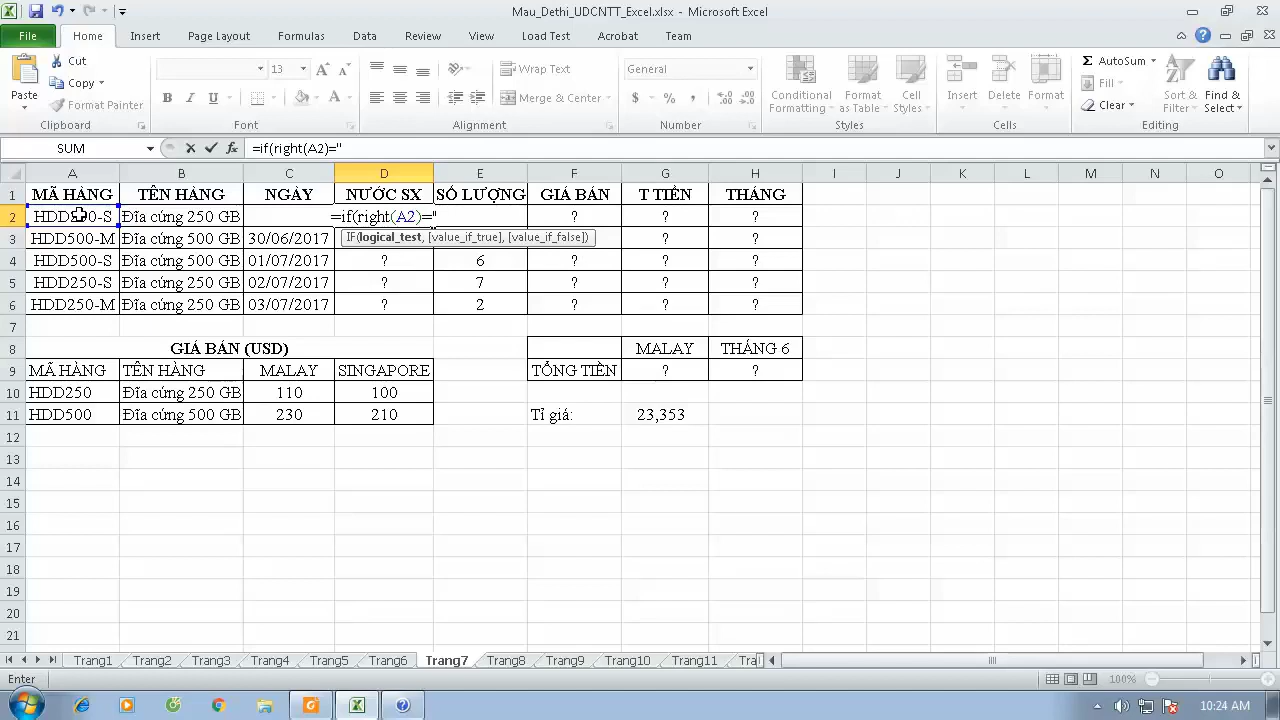 Mau_Dethi_UDCNTT_Excel.xlsx - Microsoft Excel
File Home Insert Page Layout Formulas Data Review View Load Test Acrobat Team
Paste Cut Copy Format Painter 13 Wrap Text Merge & Center General $ % , Conditional Formatting Format as Table Cell Styles Insert Delete Format AutoSum Fill Clear Sort & Filter Find & Select
Clipboard Font Alignment Number Styles Cells Editing
SUM fx =if(right(A2)="
A B C D E F G H I J K L M N O
1 MÃ HÀNG TÊN HÀNG NGÀY NƯỚC SX SỐ LƯỢNG GIÁ BÁN T TIỀN THÁNG
2 Đĩa cứng 250 GB =if(right(A2)=" ? ? ?
IF(logical_test, [value_if_true], [value_if_false])
3 HDD500-M Đĩa cứng 500 GB 30/06/2017 ? ? ?
4 HDD500-S Đĩa cứng 500 GB 01/07/2017 ? 6 ? ? ?
5 HDD250-S Đĩa cứng 250 GB 02/07/2017 ? 7 ? ? ?
6 HDD250-M Đĩa cứng 250 GB 03/07/2017 ? 2 ? ? ?
7
8 GIÁ BÁN (USD) MALAY THÁNG 6
9 MÃ HÀNG TÊN HÀNG MALAY SINGAPORE TỔNG TIỀN ? ?
10 HDD250 Đĩa cứng 250 GB 110 100
11 HDD500 Đĩa cứng 500 GB 230 210 Tỉ giá: 23,353
12
13
14
15
16
17
18
19
20
21
Trang1 Trang2 Trang3 Trang4 Trang5 Trang6 Trang7 Trang8 Trang9 Trang10 Trang11
Enter 100%
10:24 AM